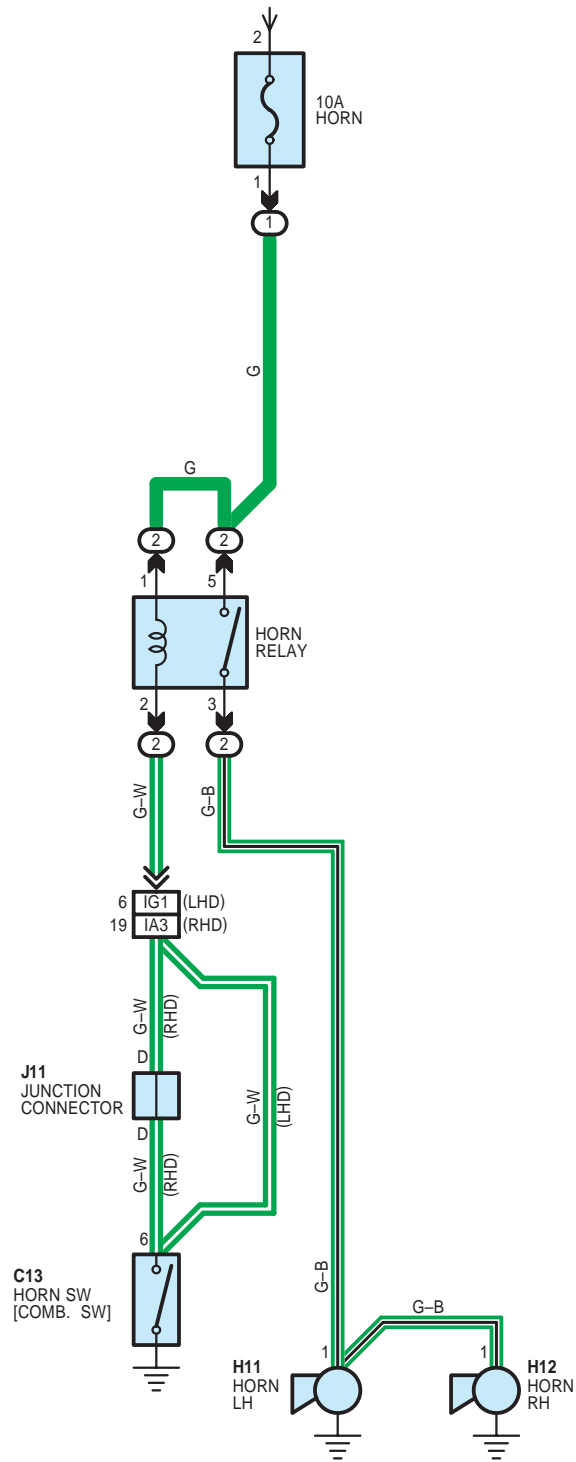 2
10A
HORN
1
1
G
G
2
2
1
5
HORN
RELAY
2
3
2
2
G–W
G–B
6 IG1 (LHD)
19 IA3 (RHD)
G–W
(RHD)
D
J11
JUNCTION
CONNECTOR
G–W
(LHD)
D
G–W
(RHD)
6
C13
HORN SW
[COMB. SW]
G–B
G–B
1
H11
HORN
LH
1
H12
HORN
RH